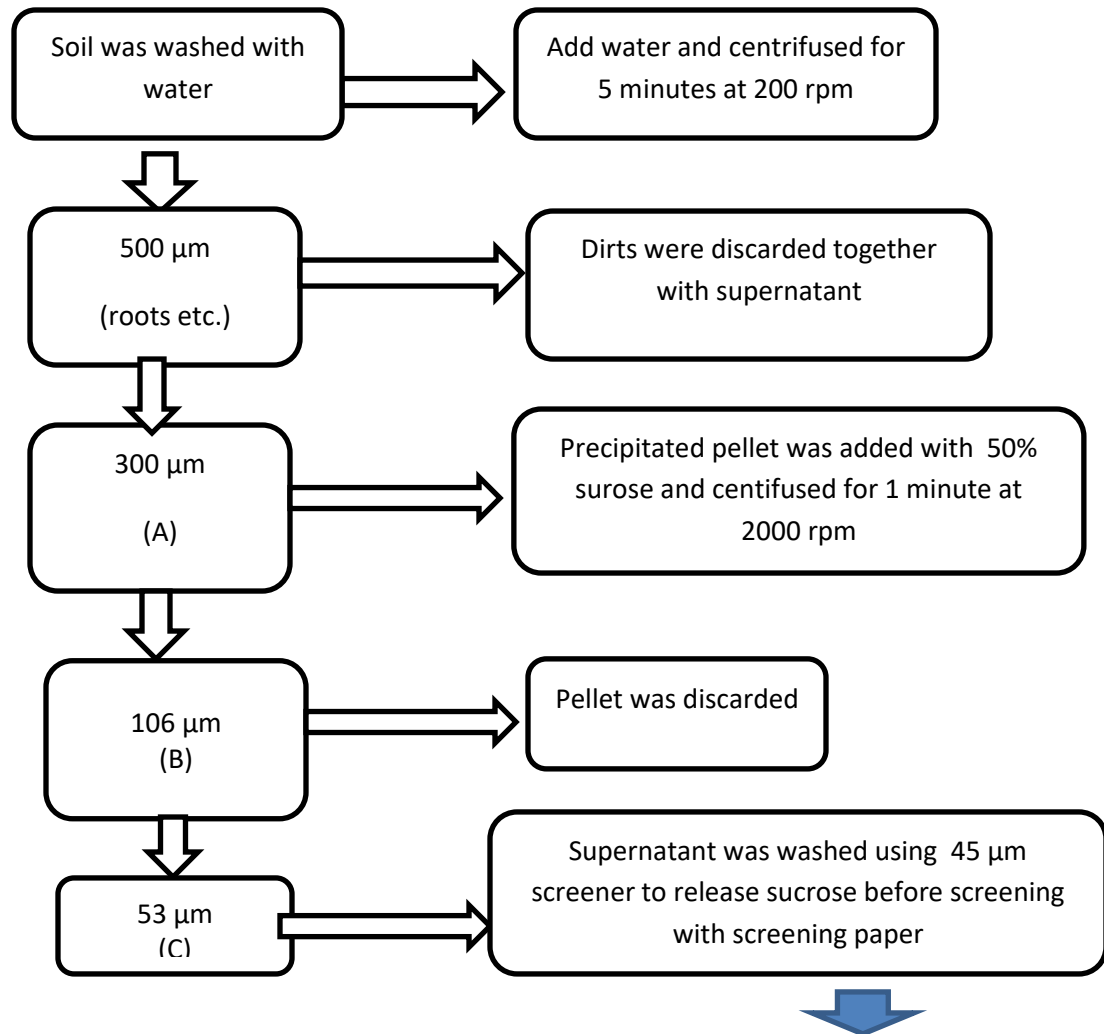 Soil was washed with
water
Add water and centrifused for
5 minutes at 200 rpm
500 µm
(roots etc.)
Dirts were discarded together
with supernatant
300 µm
(A)
Precipitated pellet was added with 50%
surose and centifused for 1 minute at
2000 rpm
106 µm
(B)
Pellet was discarded
53 µm
(C)
Supernatant was washed using 45 µm
screener to release sucrose before screening
with screening paper